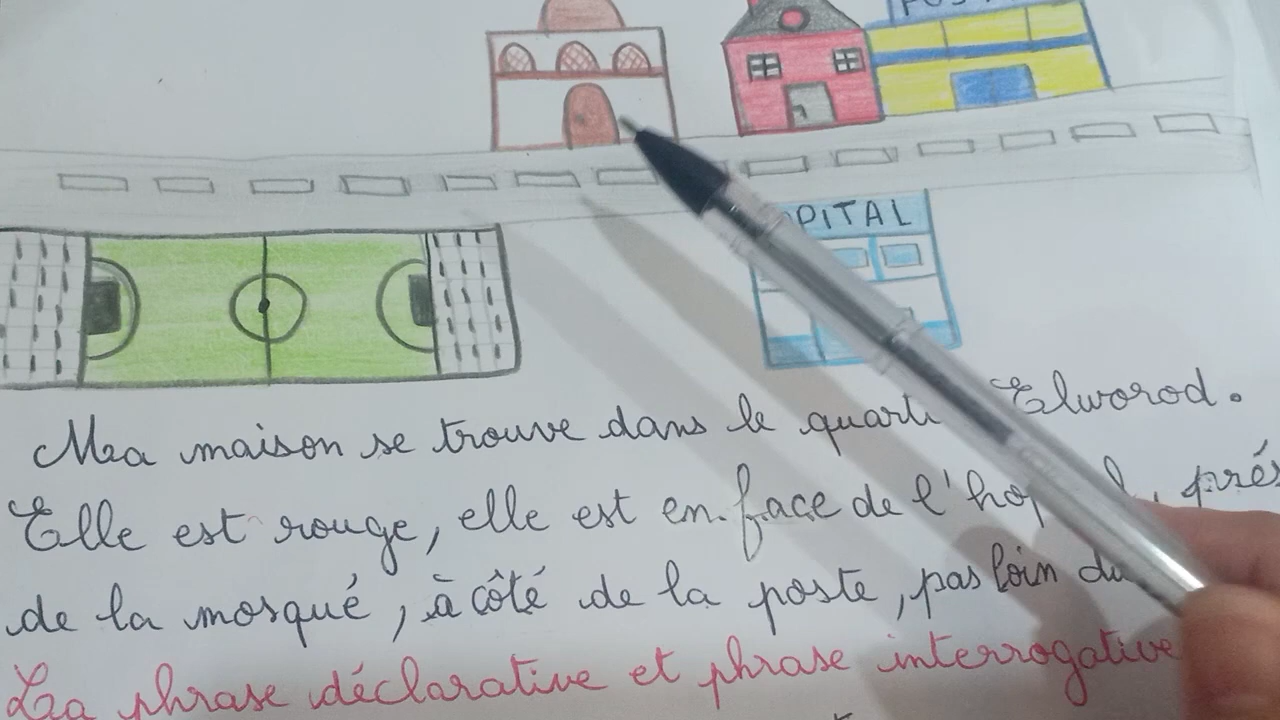 PITAL
Ma maison se trouve dans le quarti Elworod.
Elle est rouge, elle est en face de l'hop, prés
de la mosqué, à côté de la poste, pas loin du
La phrase déclarative et phrase interrogative